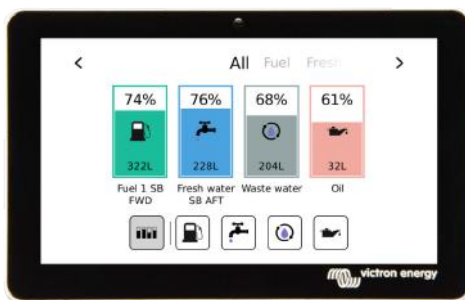 All Fuel Fresh
74% 76% 68% 61%
322L 228L 204L 32L
Fuel 1 SB Fresh water Waste water Oil
FWD SB AFT
victron energy